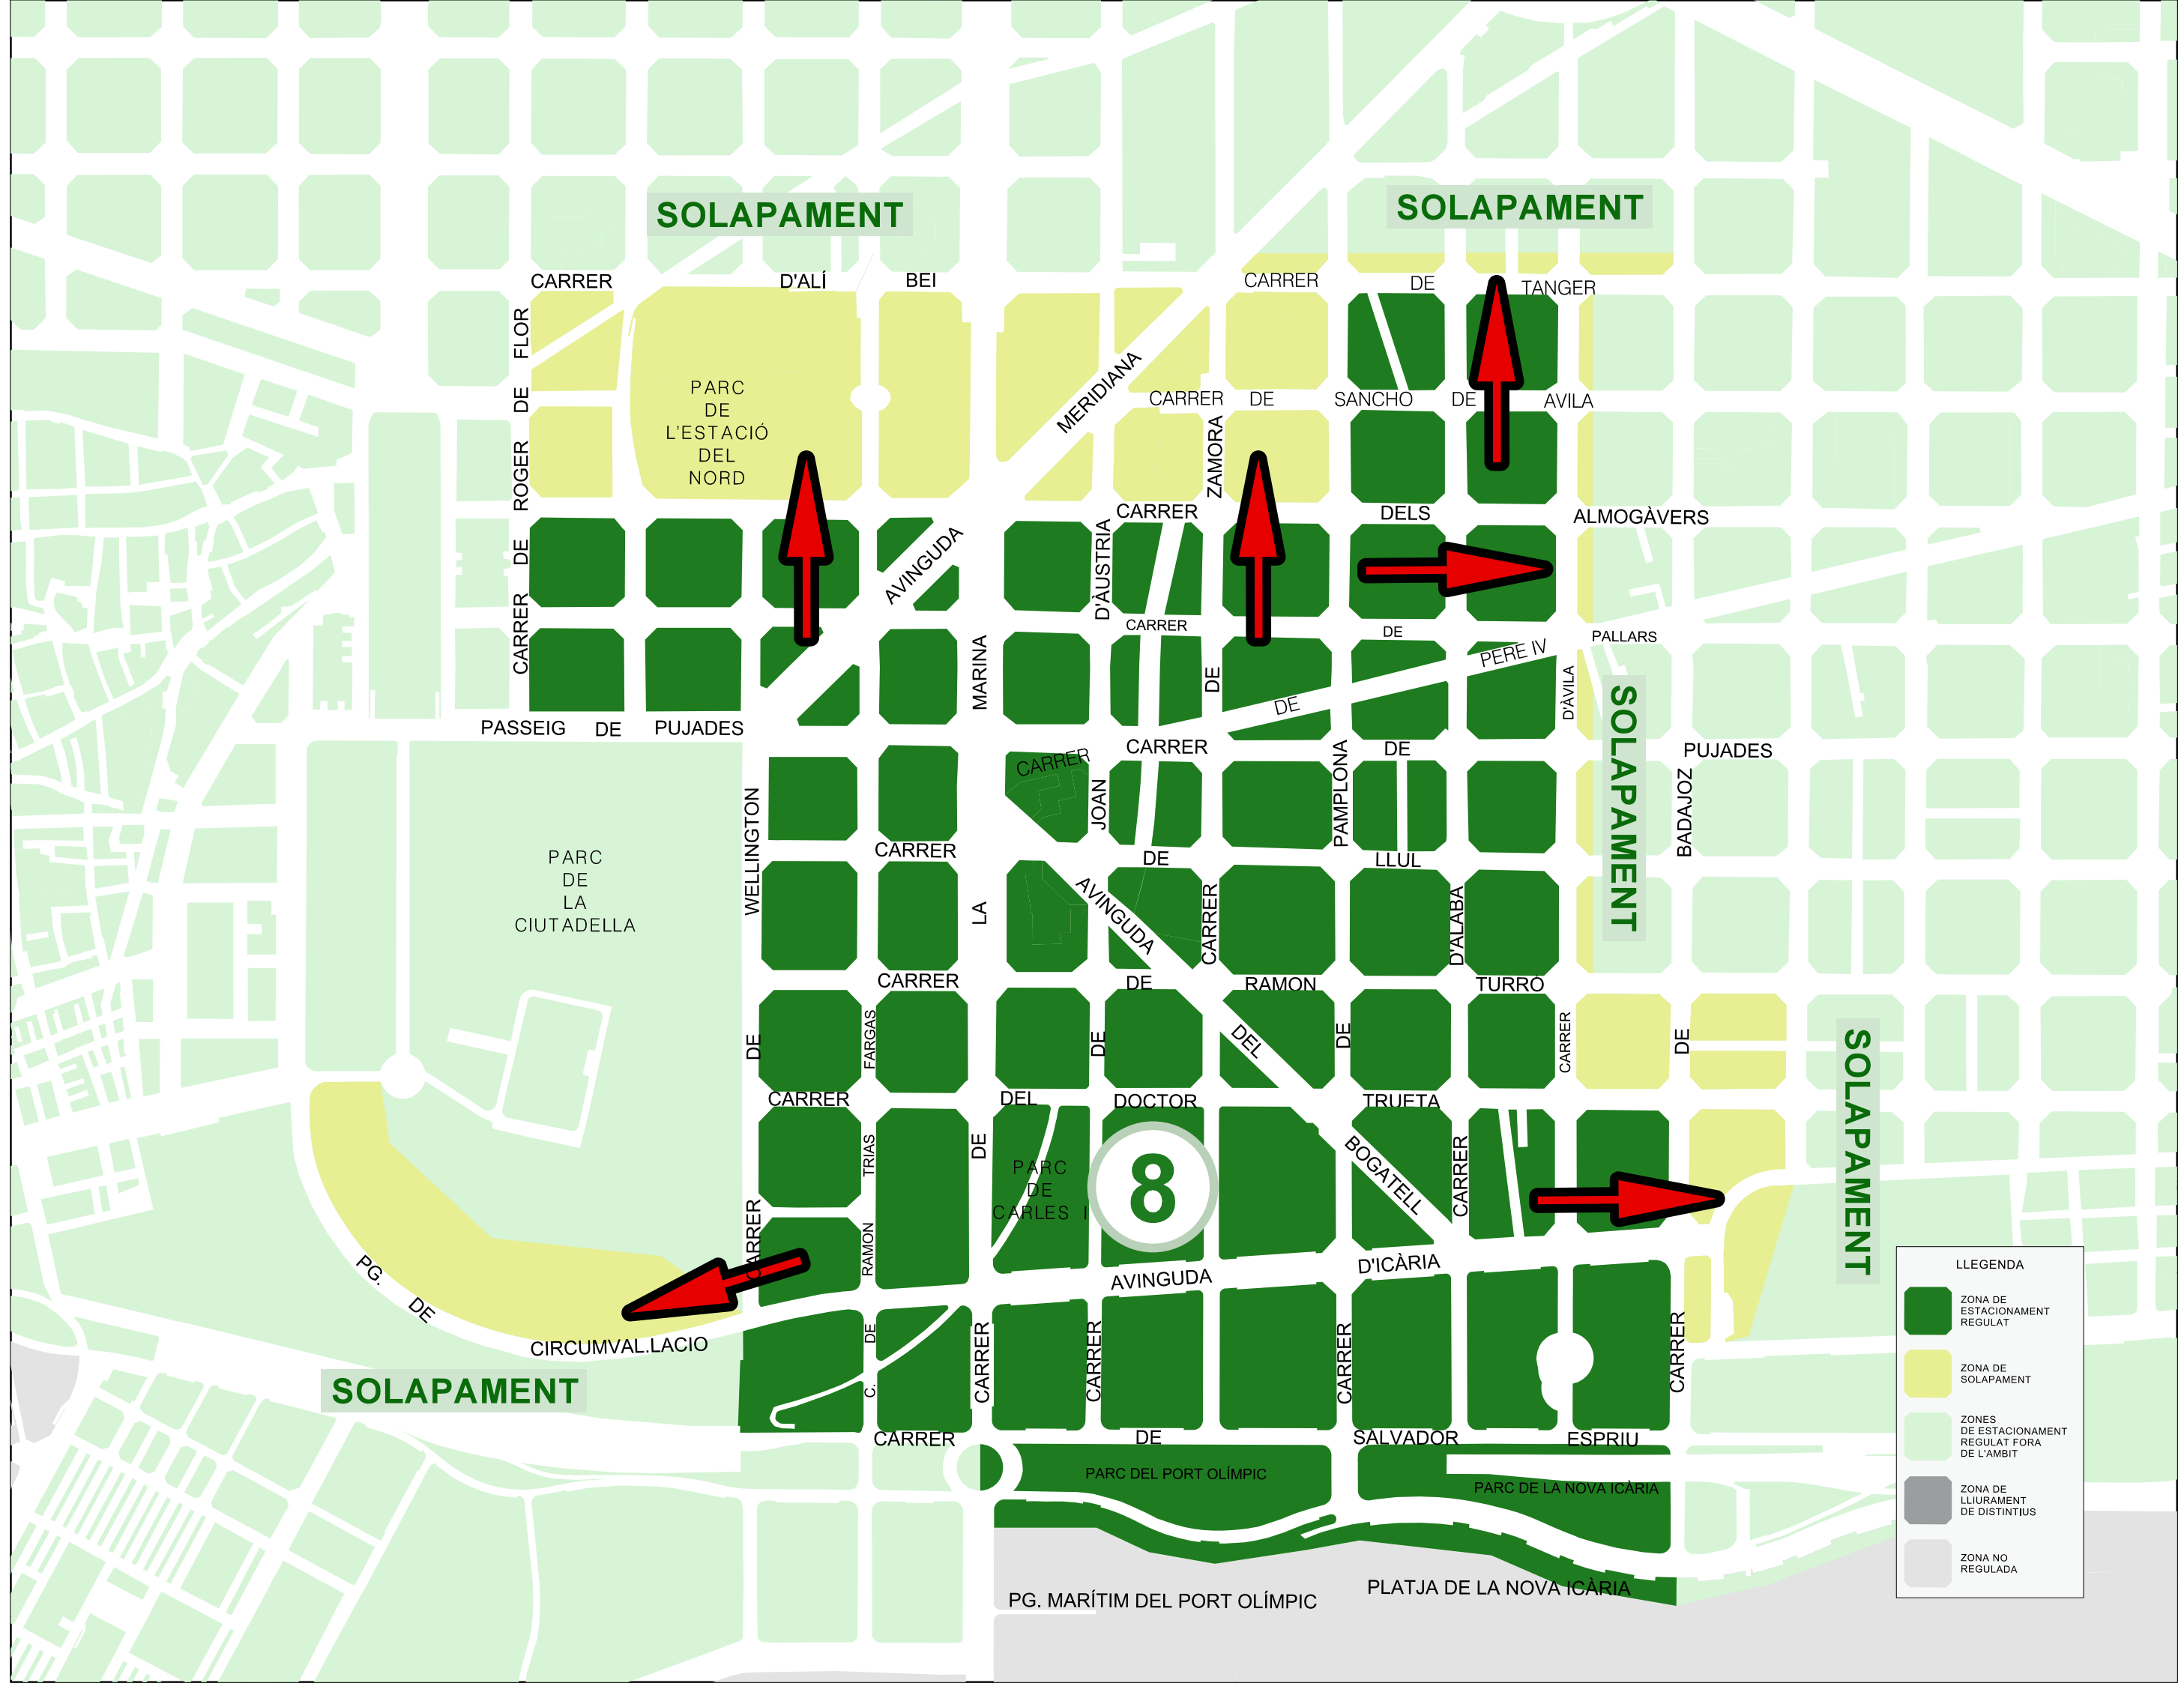 SOLAPAMENT
SOLAPAMENT
CARRER D'ALÍ BEI
CARRER DE TANGER
CARRER DE ROGER DE FLOR
PARC
DE
L'ESTACIÓ
DEL
NORD
AVINGUDA MERIDIANA
CARRER DE SANCHO DE AVILA
CARRER DE ZAMORA
CARRER DELS ALMOGÀVERS
CARRER DE PALLARS
CARRER DE PERE IV
CARRER DE LA MARINA
CARRER DE JOAN D'ÀUSTRIA
CARRER D'ÀVILA
SOLAPAMENT
PASSEIG DE PUJADES
CARRER DE PUJADES
CARRER DE WELLINGTON
CARRER DE PAMPLONA
CARRER DE BADAJOZ
CARRER DE LLUL
PARC
DE
LA
CIUTADELLA
AVINGUDA DEL BOGATELL
CARRER D'ALABA
CARRER DE RAMON TURRÓ
C. DE RAMON TRIAS FARGAS
SOLAPAMENT
CARRER DEL DOCTOR TRUETA
PARC
DE
CARLES I
8
AVINGUDA D'ICÀRIA
PG. DE CIRCUMVAL.LACIO
SOLAPAMENT
CARRER DE SALVADOR ESPRIU
PARC DEL PORT OLÍMPIC
PARC DE LA NOVA ICÀRIA
PG. MARÍTIM DEL PORT OLÍMPIC
PLATJA DE LA NOVA ICÀRIA
LLEGENDA
ZONA DE
ESTACIONAMENT
REGULAT
ZONA DE
SOLAPAMENT
ZONES
DE ESTACIONAMENT
REGULAT FORA
DE L'AMBIT
ZONA DE
LLIURAMENT
DE DISTINTIUS
ZONA NO
REGULADA